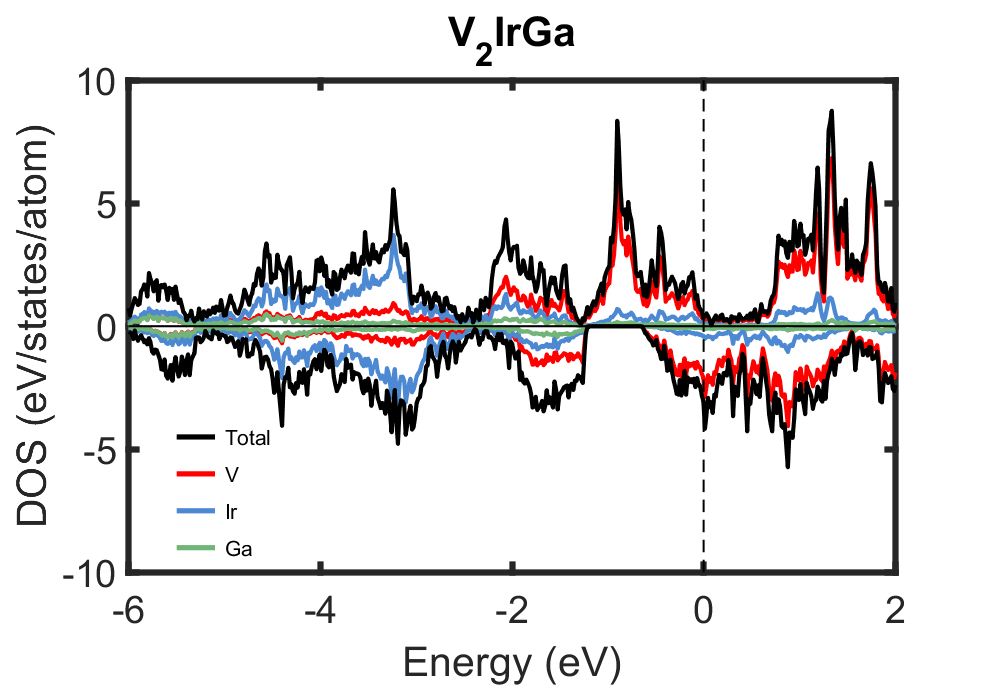 V2IrGa
10
5
0
-5
-10
DOS (eV/states/atom)
Total
V
Ir
Ga
-6 -4 -2 0 2
Energy (eV)